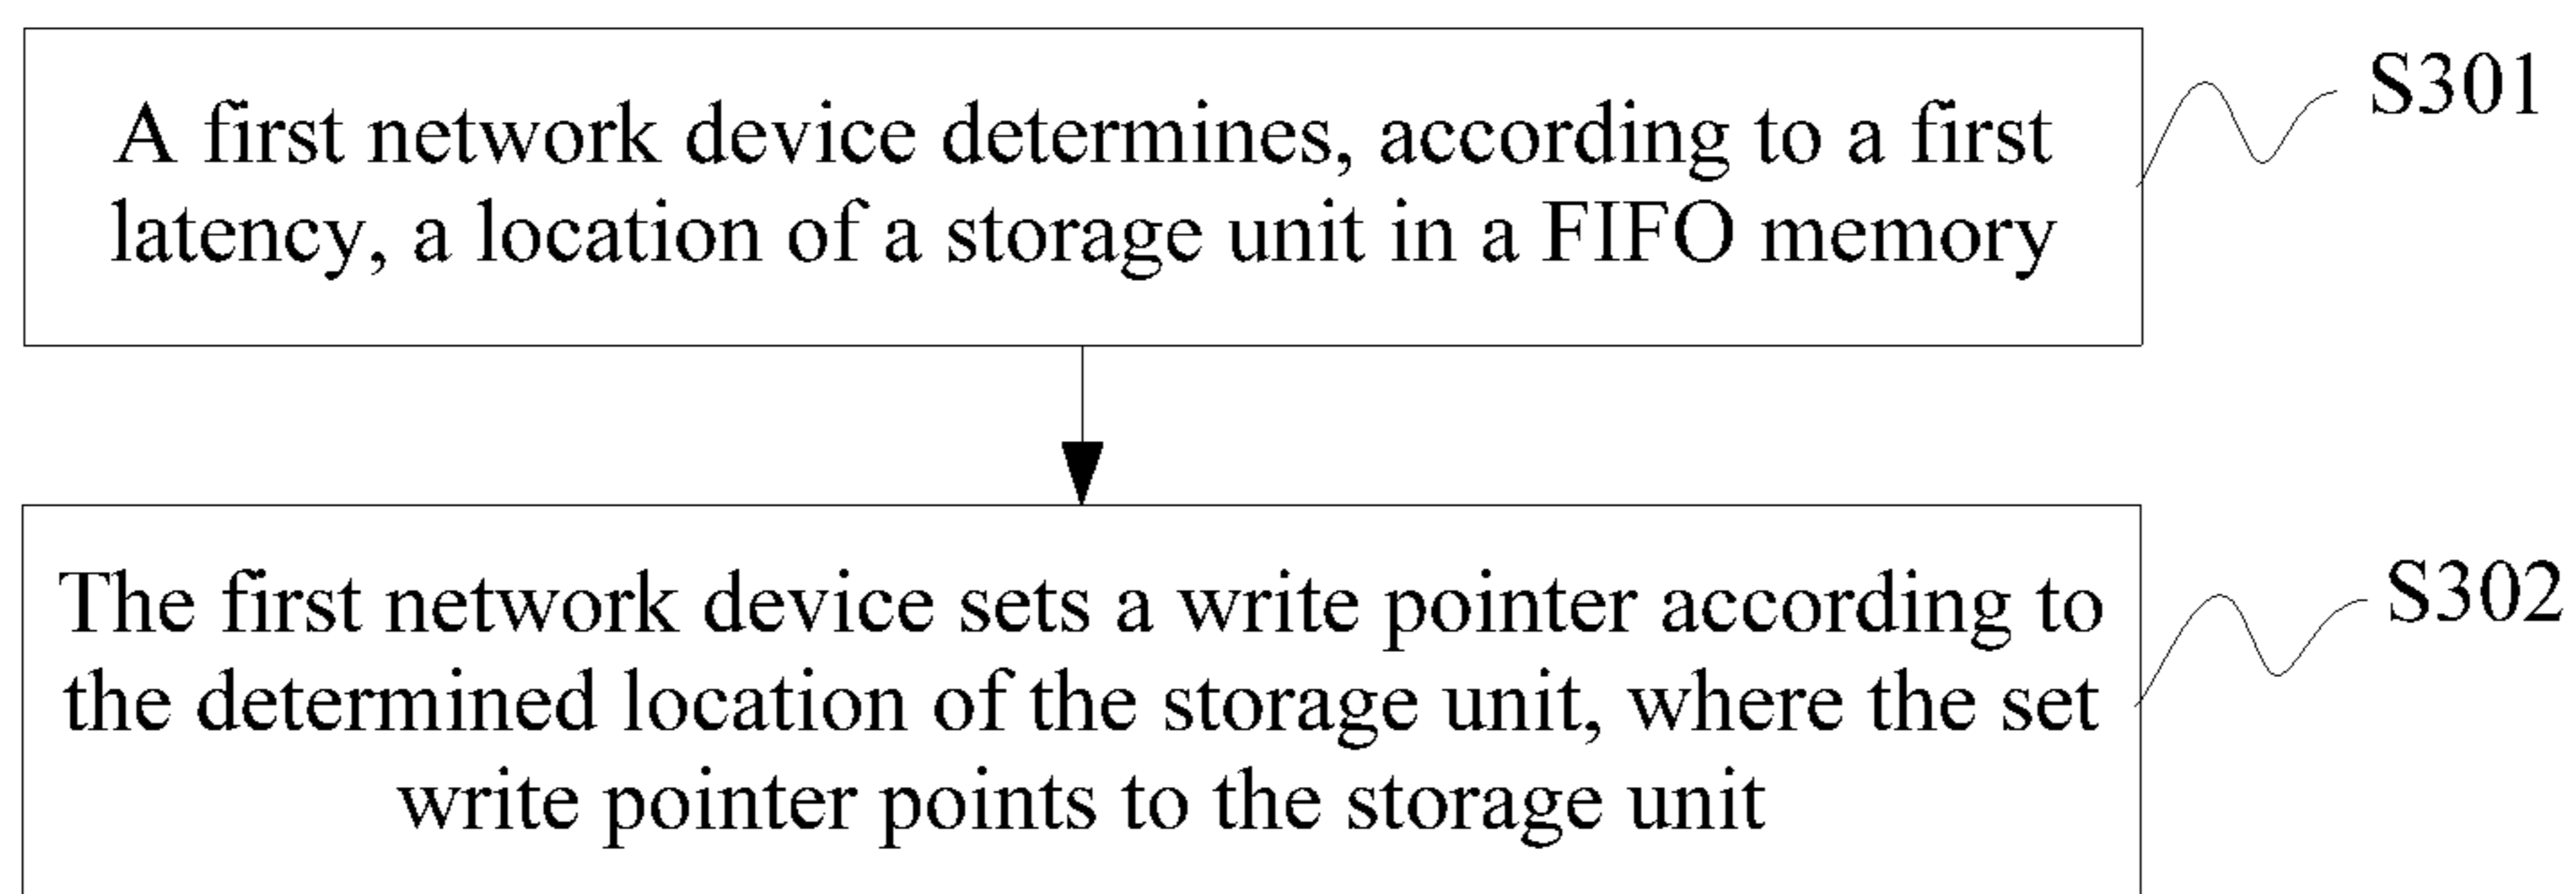 A first network device determines, according to a first
latency, a location of a storage unit in a FIFO memory
S301
The first network device sets a write pointer according to
the determined location of the storage unit, where the set
write pointer points to the storage unit
S302